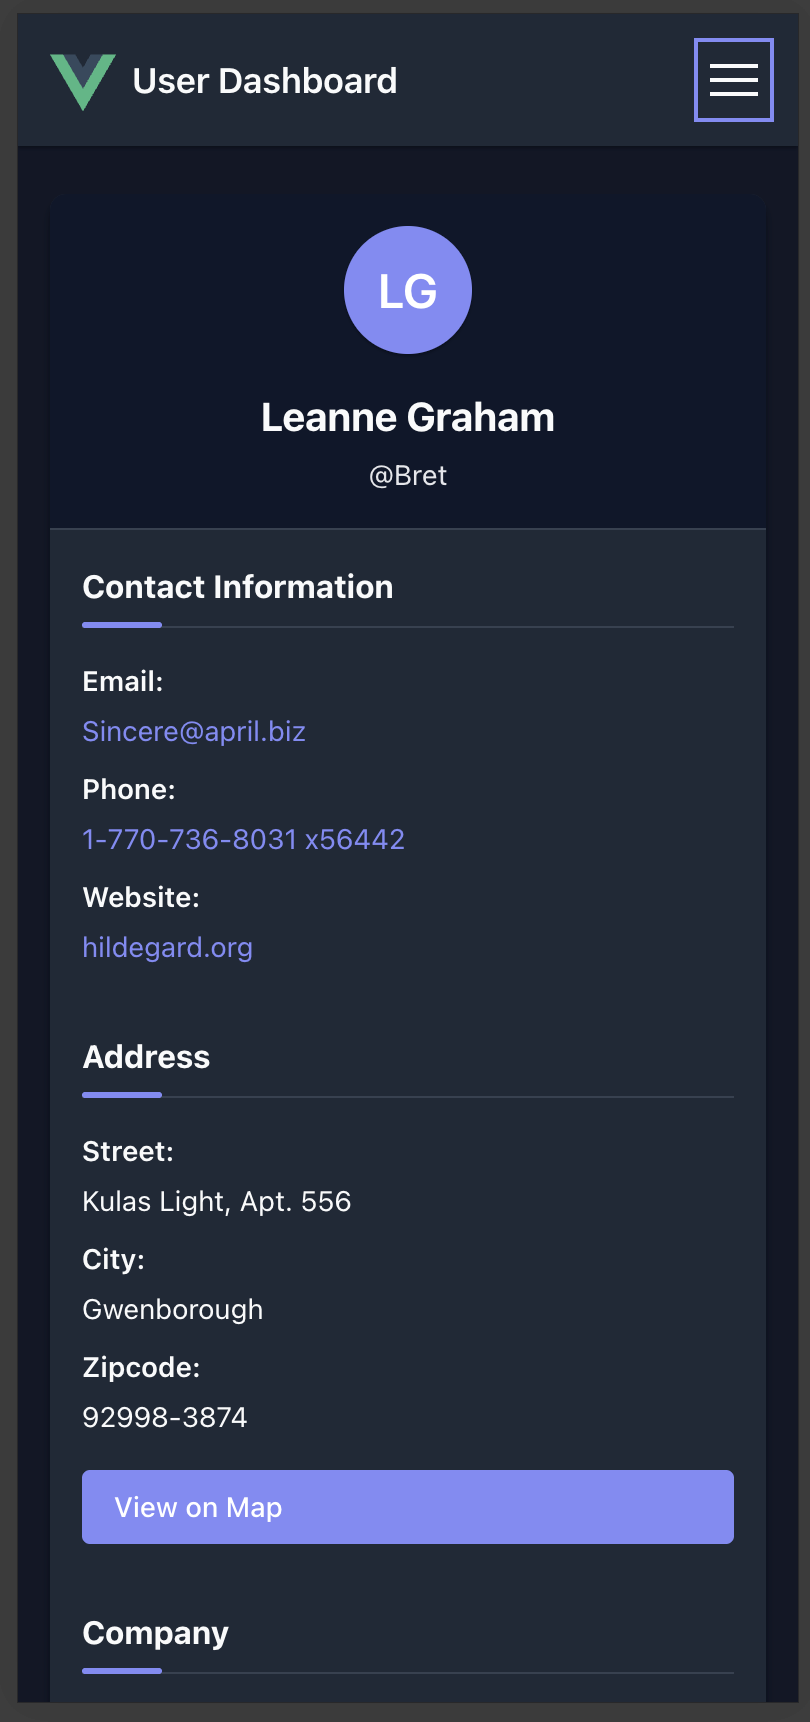 User Dashboard
LG
Leanne Graham
@Bret
Contact Information
Email:
Sincere@april.biz
Phone:
1-770-736-8031 x56442
Website:
hildegard.org
Address
Street:
Kulas Light, Apt. 556
City:
Gwenborough
Zipcode:
92998-3874
View on Map
Company